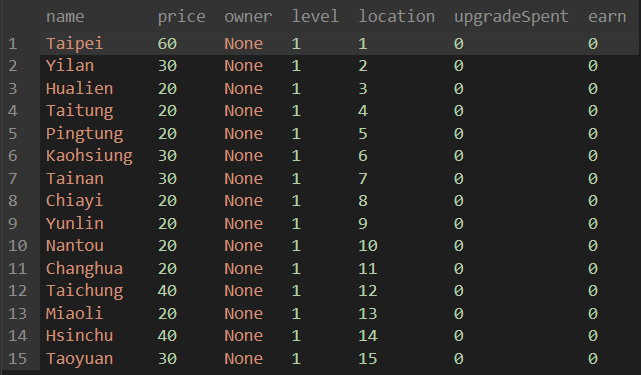 name price owner level location upgradeSpent earn
1 Taipei 60 None 1 1 0 0
2 Yilan 30 None 1 2 0 0
3 Hualien 20 None 1 3 0 0
4 Taitung 20 None 1 4 0 0
5 Pingtung 20 None 1 5 0 0
6 Kaohsiung 30 None 1 6 0 0
7 Tainan 30 None 1 7 0 0
8 Chiayi 20 None 1 8 0 0
9 Yunlin 20 None 1 9 0 0
10 Nantou 20 None 1 10 0 0
11 Changhua 20 None 1 11 0 0
12 Taichung 40 None 1 12 0 0
13 Miaoli 20 None 1 13 0 0
14 Hsinchu 40 None 1 14 0 0
15 Taoyuan 30 None 1 15 0 0